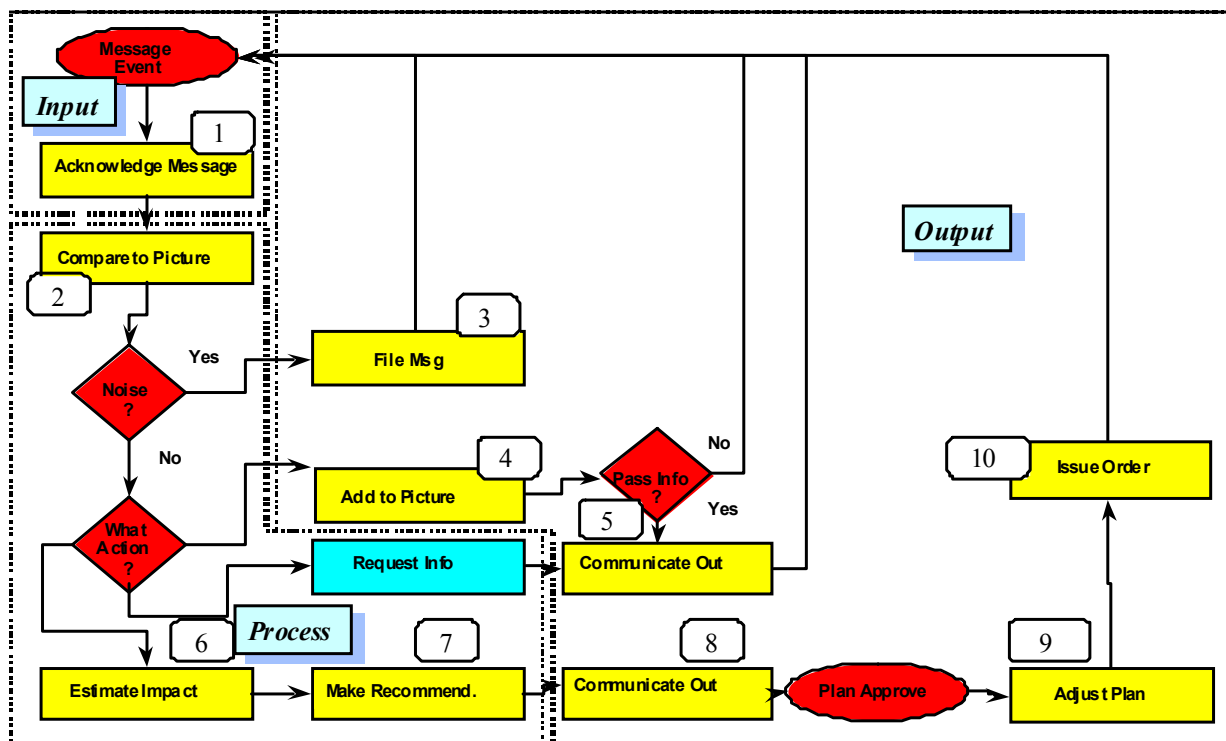 Message
Event
Input
1
Acknowledge Message
Compare to Picture
2
Output
3
Yes
File Msg
Noise
?
No
4
No
10
Issue Order
Add to Picture
Pass Info
?
5
Yes
What
Action
?
Request Info
Communicate Out
6
Process
7
8
9
Estimate Impact
Make Recommend.
Communicate Out
Plan Approve
Adjust Plan